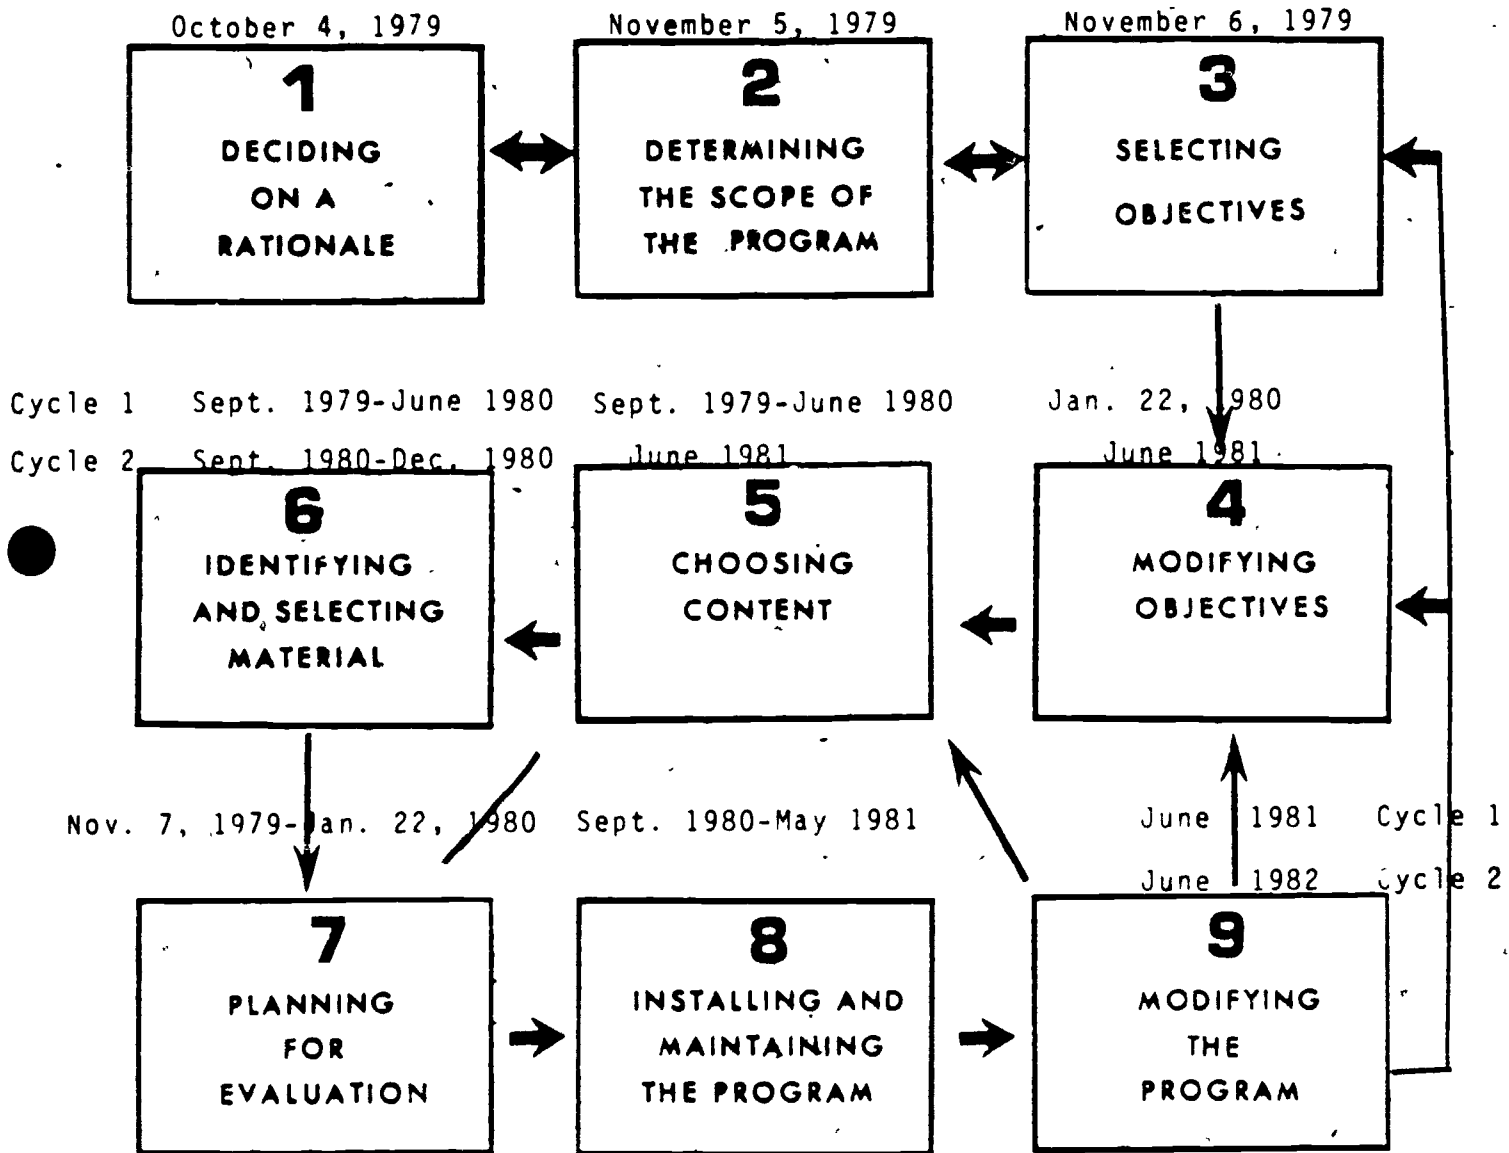 October 4, 1979
November 5, 1979
November 6, 1979
1
DECIDING
ON A
RATIONALE
2
DETERMINING
THE SCOPE OF
THE PROGRAM
3
SELECTING
OBJECTIVES
Cycle 1 Sept. 1979-June 1980 Sept. 1979-June 1980 Jan. 22, 1980
Cycle 2 Sept. 1980-Dec. 1980 June 1981 June 1981
6
IDENTIFYING
AND SELECTING
MATERIAL
5
CHOOSING
CONTENT
4
MODIFYING
OBJECTIVES
Nov. 7, 1979-Jan. 22, 1980 Sept. 1980-May 1981 June 1981 Cycle 1
June 1982 Cycle 2
7
PLANNING
FOR
EVALUATION
8
INSTALLING AND
MAINTAINING
THE PROGRAM
9
MODIFYING
THE
PROGRAM